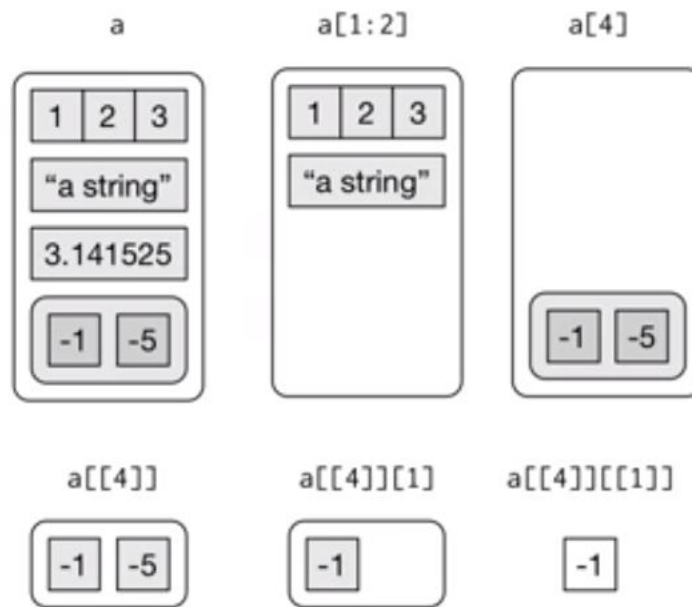 a a[1:2] a[4]
1 2 3 1 2 3
“a string” “a string”
3.141525
-1 -5 -1 -5
a[[4]] a[[4]][1] a[[4]][[1]]
-1 -5 -1 -1